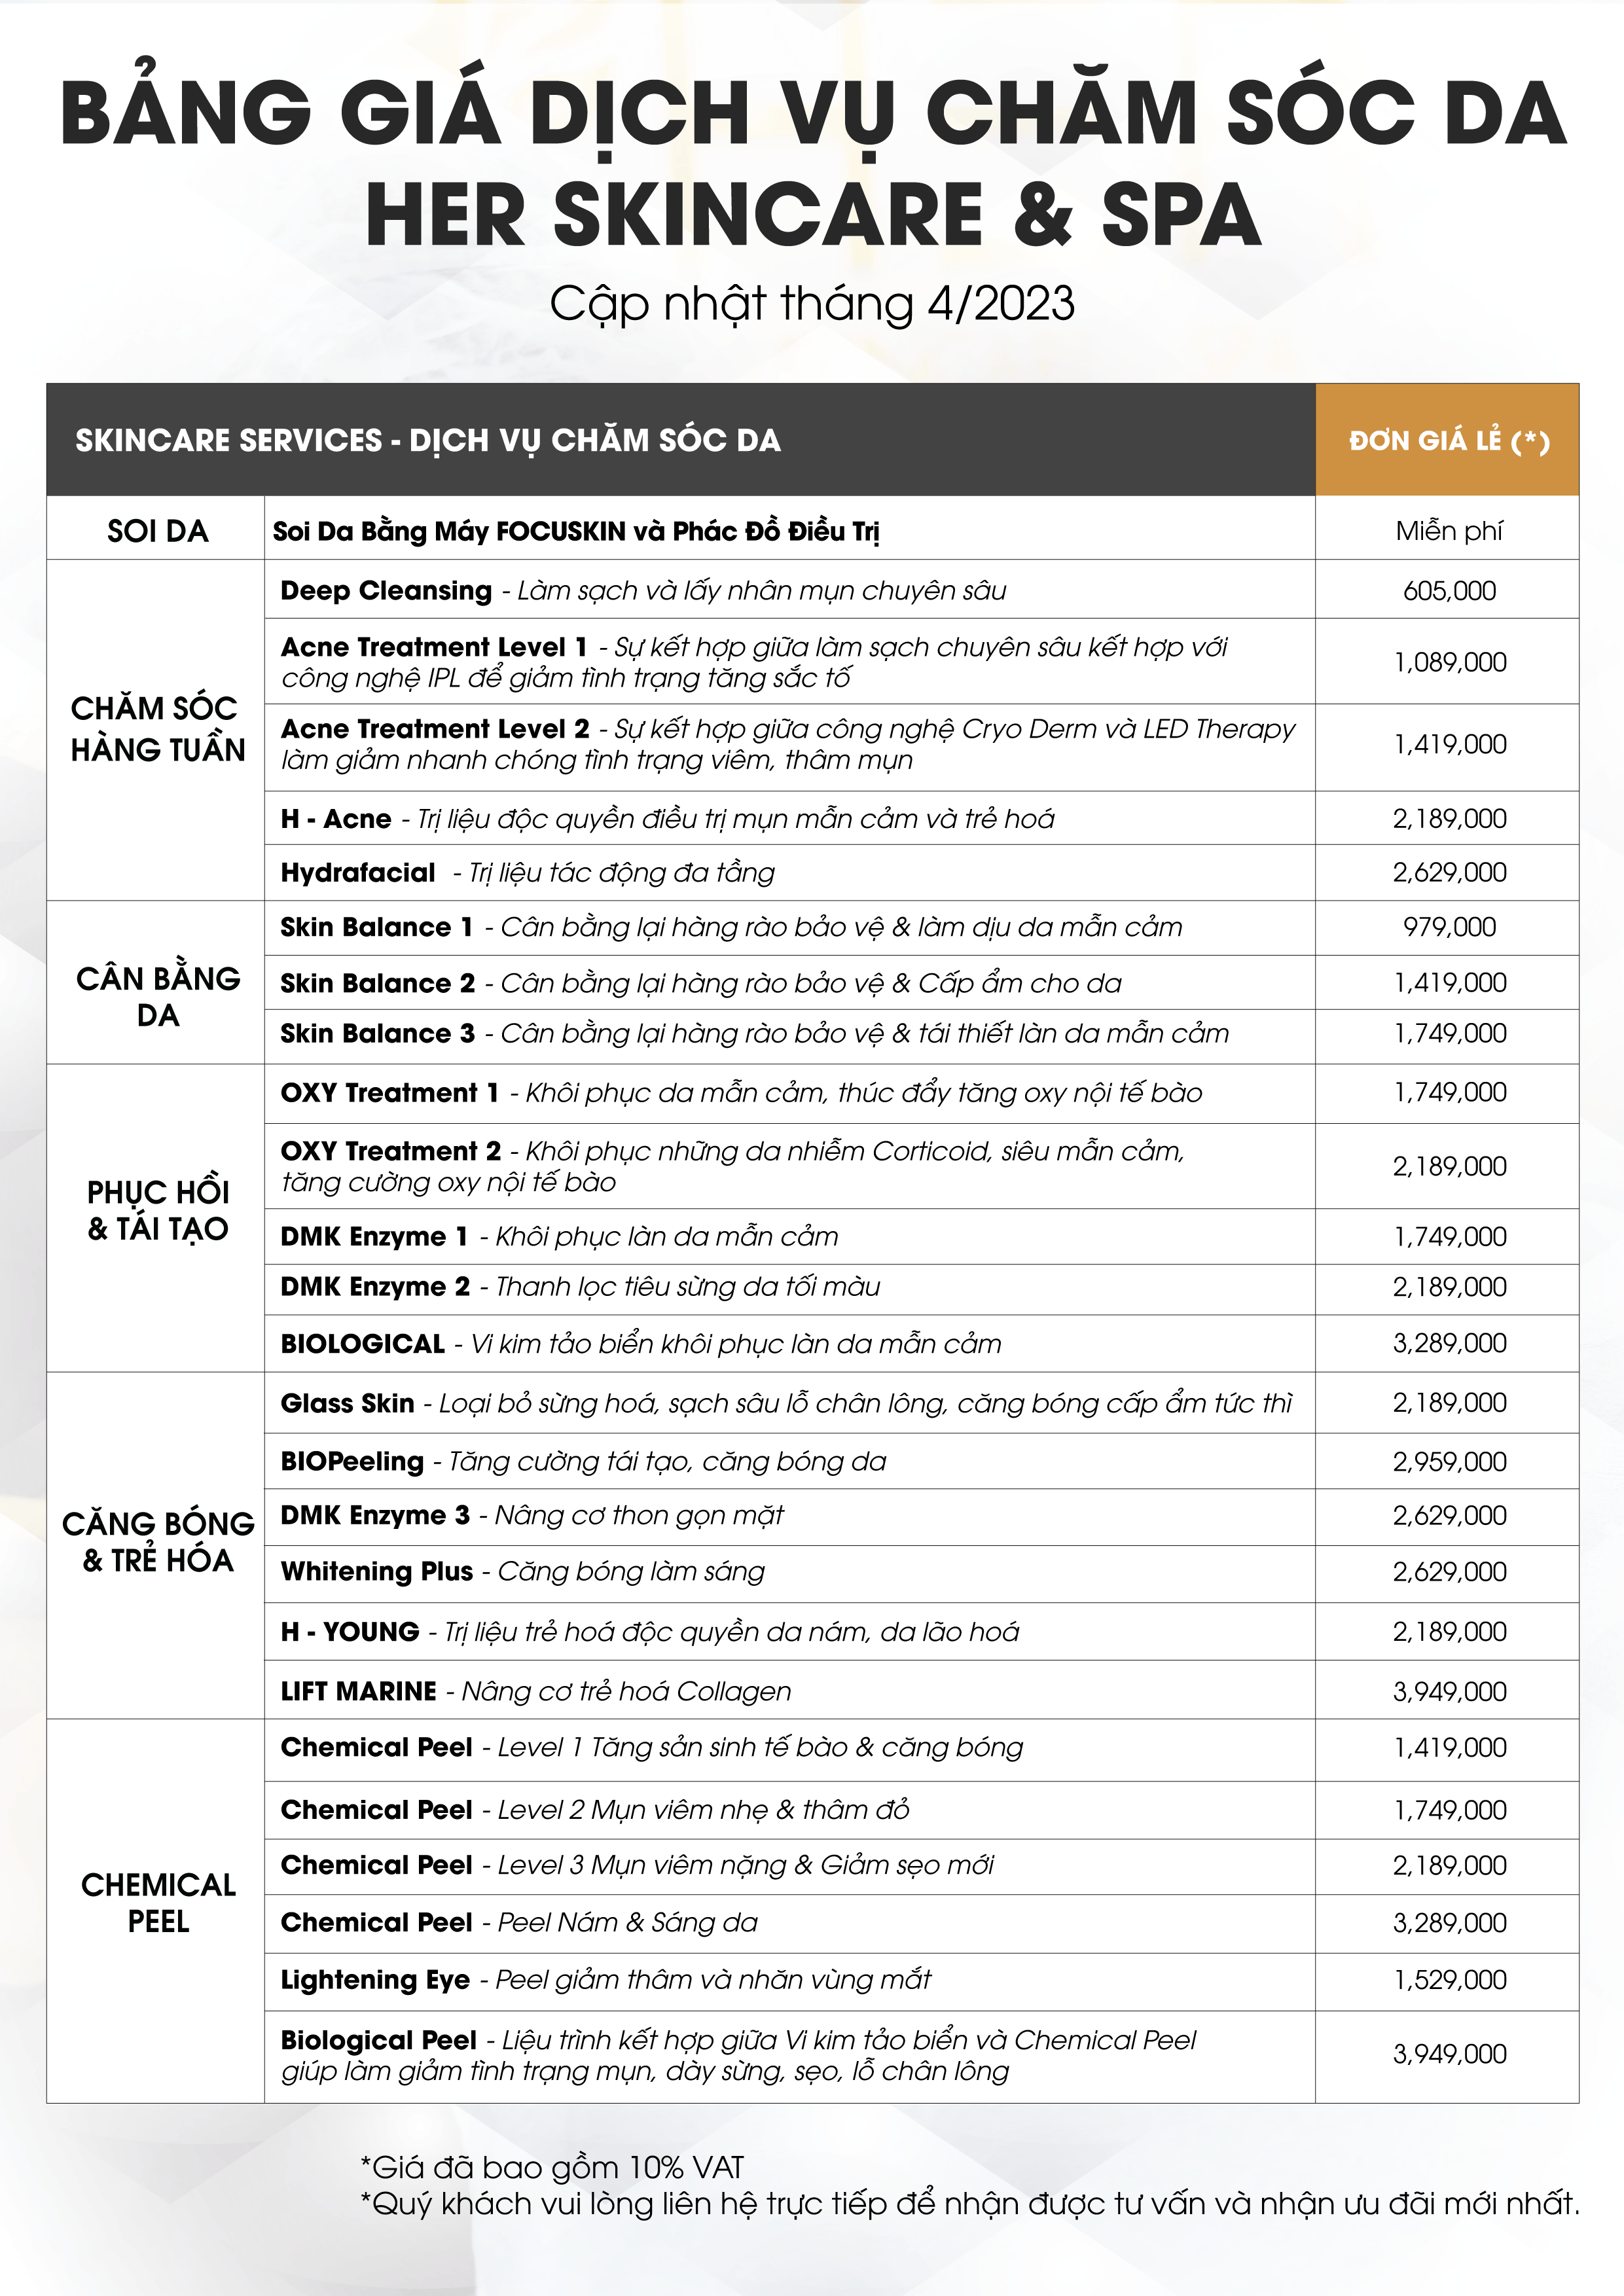 BẢNG GIÁ DỊCH VỤ CHĂM SÓC DA
HER SKINCARE & SPA
Cập nhật tháng 4/2023
SKINCARE SERVICES - DỊCH VỤ CHĂM SÓC DA
ĐƠN GIÁ LẺ (*)
SOI DA
Soi Da Bằng Máy FOCUSKIN và Phác Đồ Điều Trị
Miễn phí
CHĂM SÓC
HÀNG TUẦN
Deep Cleansing - Làm sạch và lấy nhân mụn chuyên sâu
605,000
Acne Treatment Level 1 - Sự kết hợp giữa làm sạch chuyên sâu kết hợp với
công nghệ IPL để giảm tình trạng tăng sắc tố
1,089,000
Acne Treatment Level 2 - Sự kết hợp giữa công nghệ Cryo Derm và LED Therapy
làm giảm nhanh chóng tình trạng viêm, thâm mụn
1,419,000
H - Acne - Trị liệu độc quyền điều trị mụn mẫn cảm và trẻ hoá
2,189,000
Hydrafacial - Trị liệu tác động đa tầng
2,629,000
CÂN BẰNG
DA
Skin Balance 1 - Cân bằng lại hàng rào bảo vệ & làm dịu da mẫn cảm
979,000
Skin Balance 2 - Cân bằng lại hàng rào bảo vệ & Cấp ẩm cho da
1,419,000
Skin Balance 3 - Cân bằng lại hàng rào bảo vệ & tái thiết làn da mẫn cảm
1,749,000
PHỤC HỒI
& TÁI TẠO
OXY Treatment 1 - Khôi phục da mẫn cảm, thúc đẩy tăng oxy nội tế bào
1,749,000
OXY Treatment 2 - Khôi phục những da nhiễm Corticoid, siêu mẫn cảm,
tăng cường oxy nội tế bào
2,189,000
DMK Enzyme 1 - Khôi phục làn da mẫn cảm
1,749,000
DMK Enzyme 2 - Thanh lọc tiêu sừng da tối màu
2,189,000
BIOLOGICAL - Vi kim tảo biển khôi phục làn da mẫn cảm
3,289,000
CĂNG BÓNG
& TRẺ HÓA
Glass Skin - Loại bỏ sừng hoá, sạch sâu lỗ chân lông, căng bóng cấp ẩm tức thì
2,189,000
BIOPeeling - Tăng cường tái tạo, căng bóng da
2,959,000
DMK Enzyme 3 - Nâng cơ thon gọn mặt
2,629,000
Whitening Plus - Căng bóng làm sáng
2,629,000
H - YOUNG - Trị liệu trẻ hoá độc quyền da nám, da lão hoá
2,189,000
LIFT MARINE - Nâng cơ trẻ hoá Collagen
3,949,000
CHEMICAL
PEEL
Chemical Peel - Level 1 Tăng sản sinh tế bào & căng bóng
1,419,000
Chemical Peel - Level 2 Mụn viêm nhẹ & thâm đỏ
1,749,000
Chemical Peel - Level 3 Mụn viêm nặng & Giảm sẹo mới
2,189,000
Chemical Peel - Peel Nám & Sáng da
3,289,000
Lightening Eye - Peel giảm thâm và nhăn vùng mắt
1,529,000
Biological Peel - Liệu trình kết hợp giữa Vi kim tảo biển và Chemical Peel
giúp làm giảm tình trạng mụn, dày sừng, sẹo, lỗ chân lông
3,949,000
*Giá đã bao gồm 10% VAT
*Quý khách vui lòng liên hệ trực tiếp để nhận được tư vấn và nhận ưu đãi mới nhất.